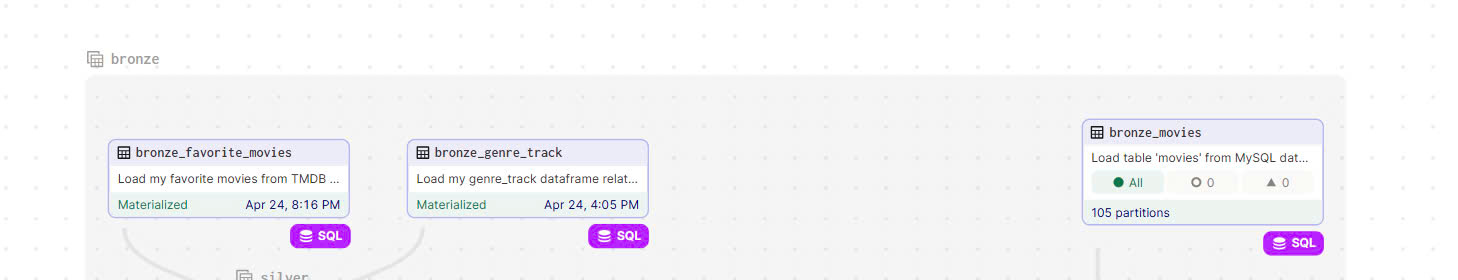 bronze
bronze_favorite_movies
Load my favorite movies from TMDB ...
Materialized Apr 24, 8:16 PM
SQL
bronze_genre_track
Load my genre_track dataframe relat...
Materialized Apr 24, 4:05 PM
SQL
bronze_movies
Load table 'movies' from MySQL dat...
All 0 0
105 partitions
SQL
silver